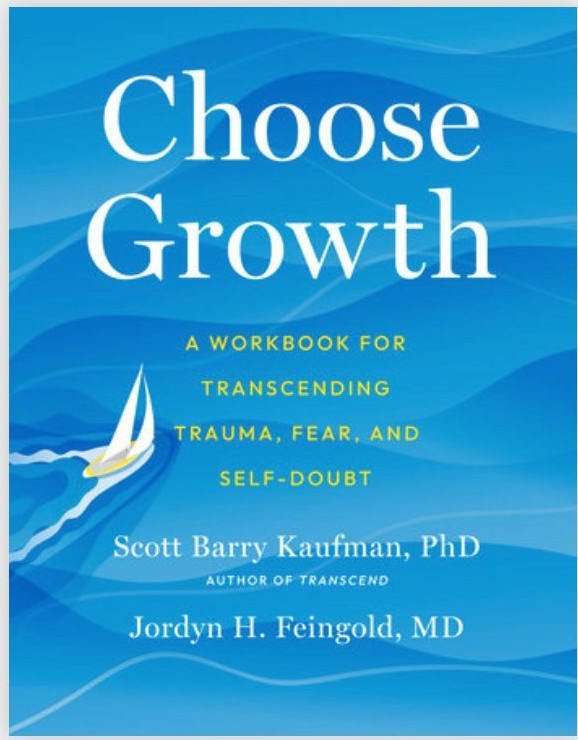 Choose
Growth
A WORKBOOK FOR
TRANSCENDING
TRAUMA, FEAR, AND
SELF-DOUBT
Scott Barry Kaufman, PhD
AUTHOR OF TRANSCEND
Jordyn H. Feingold, MD